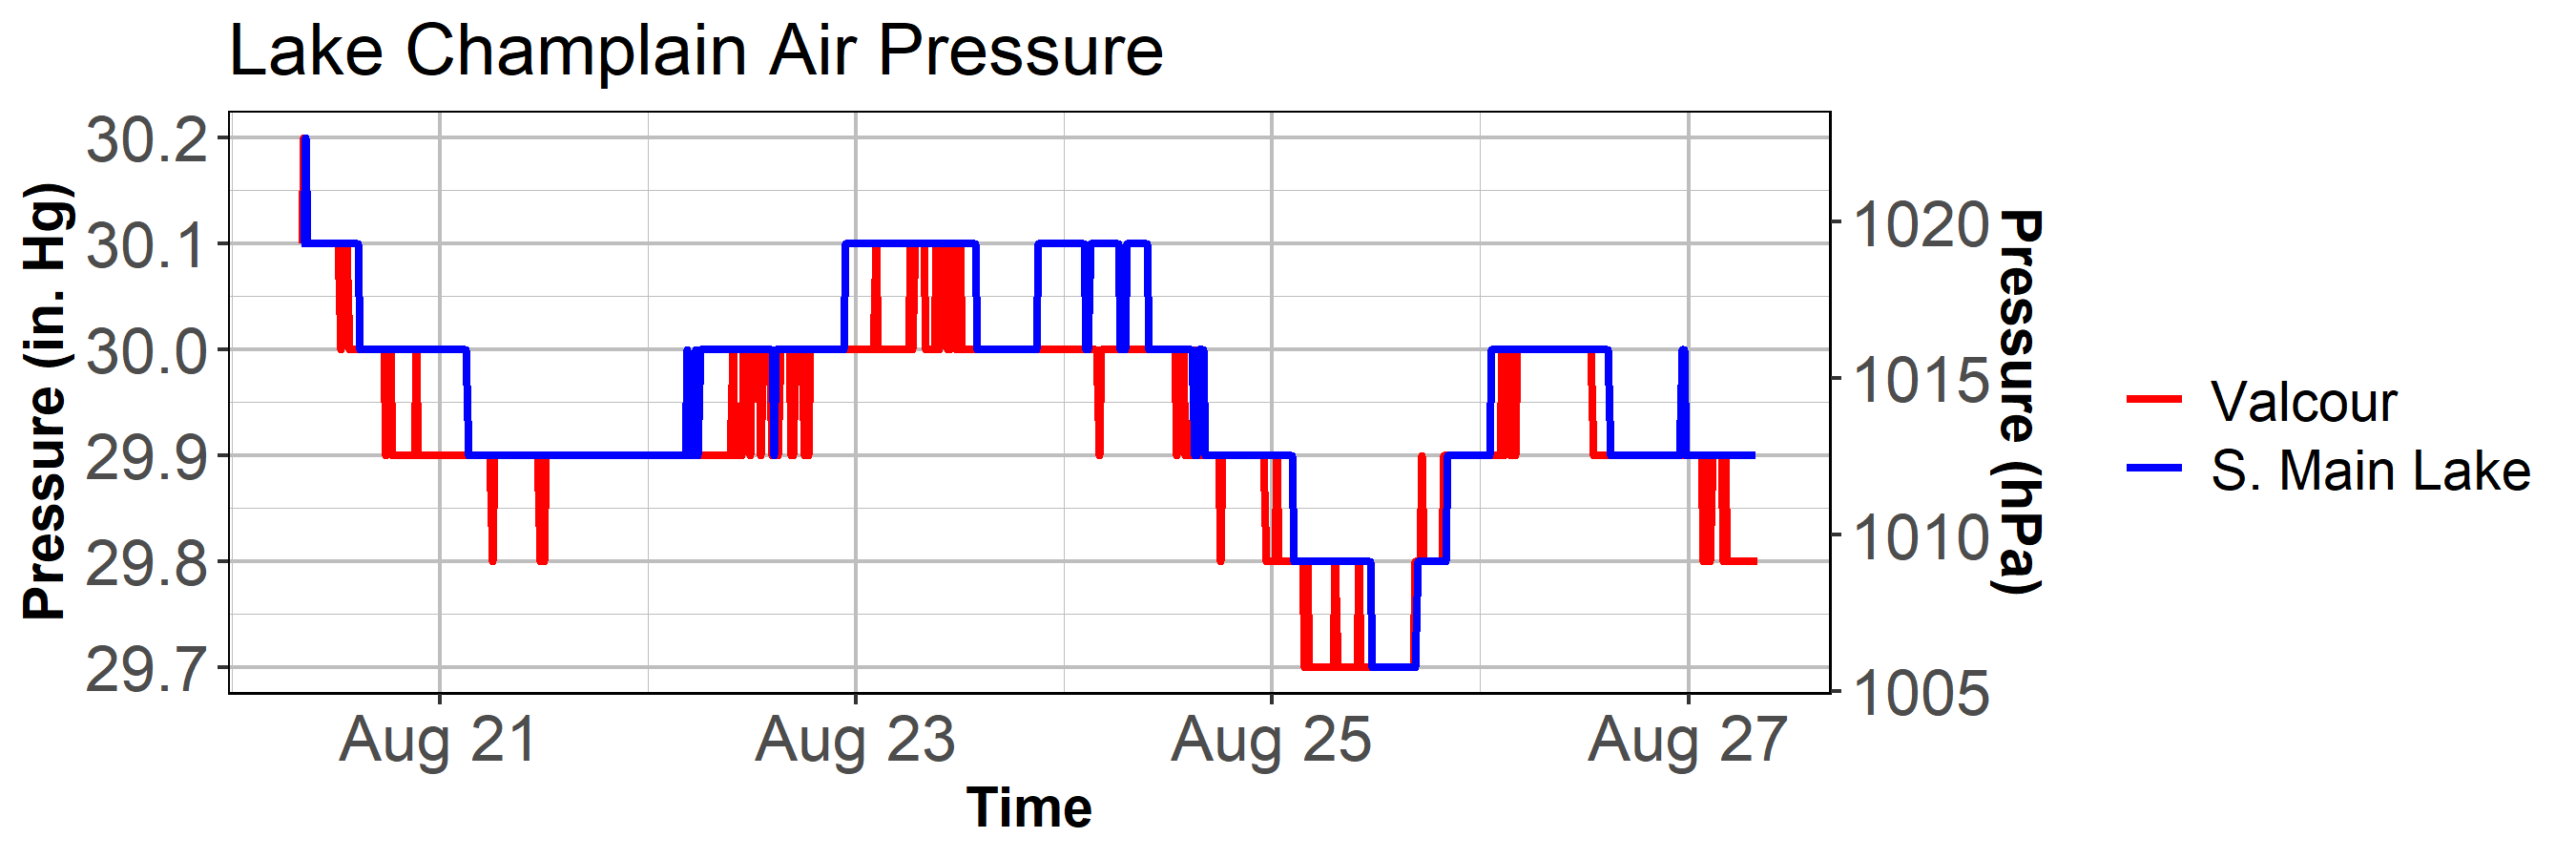 Lake Champlain Air Pressure
Pressure (in. Hg)
30.2
30.1
30.0
29.9
29.8
29.7
1020
1015
1010
1005
Pressure (hPa)
Aug 21
Aug 23
Aug 25
Aug 27
Time
Valcour
S. Main Lake